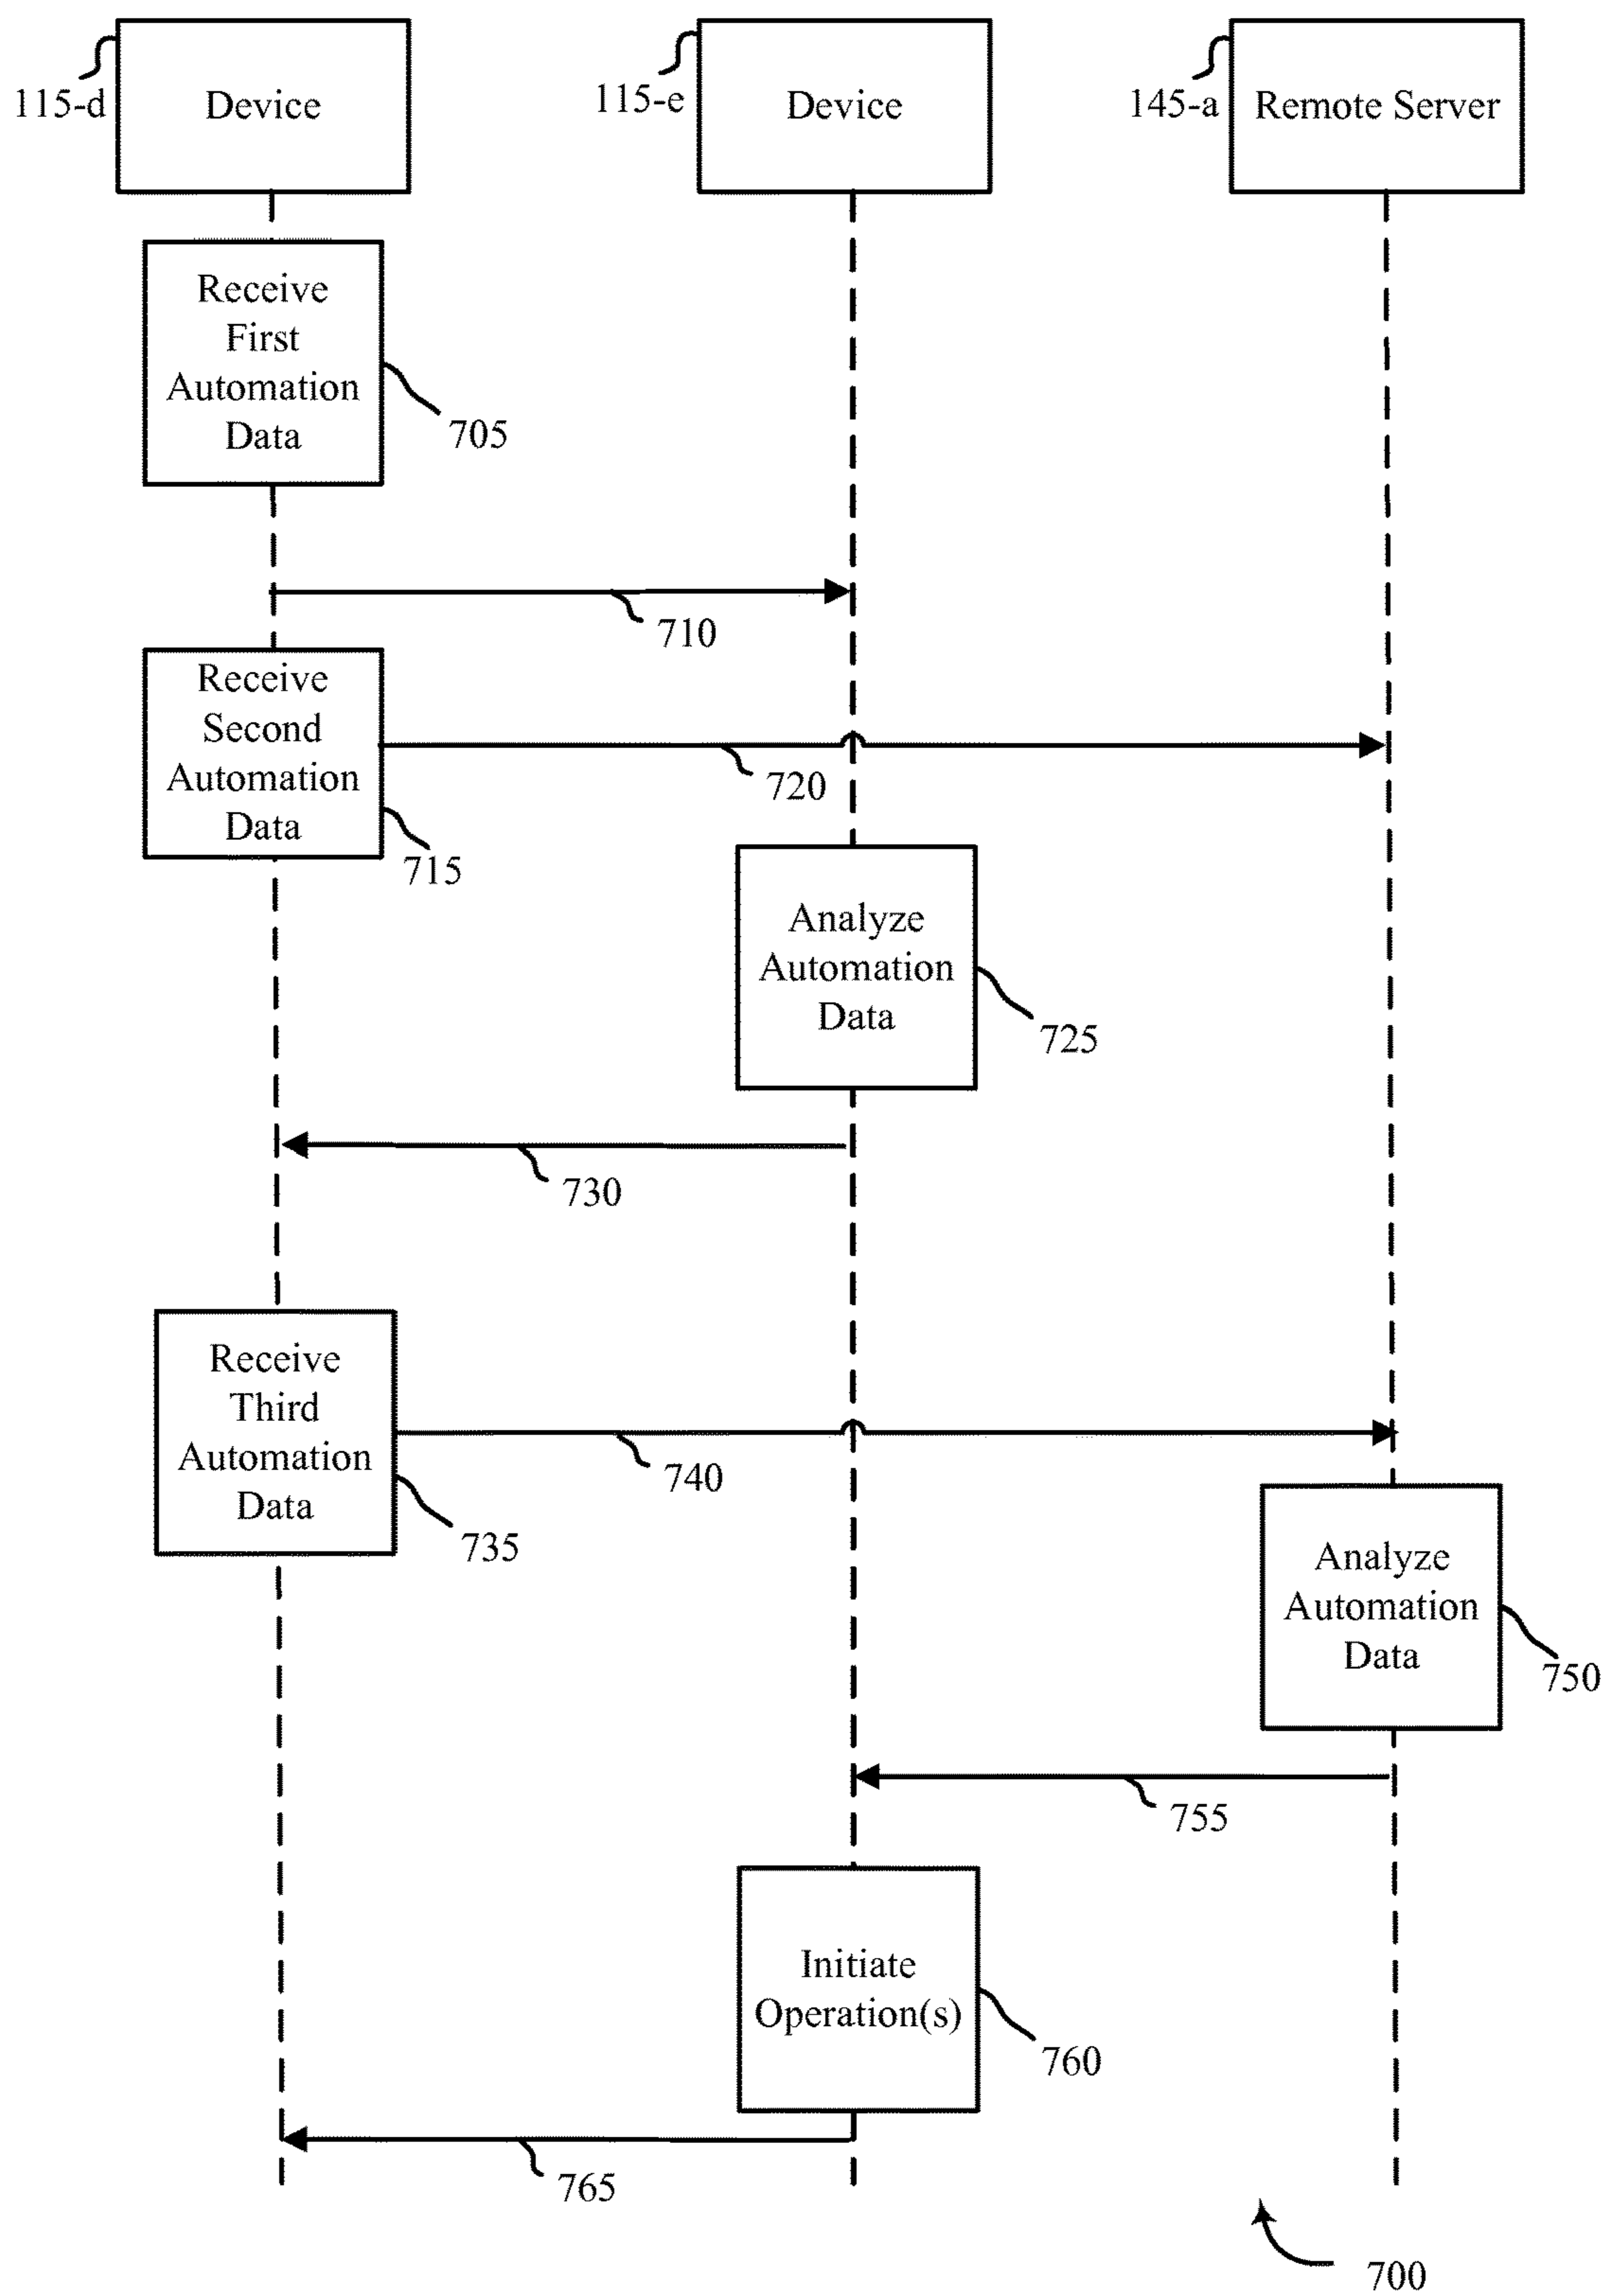 115-d
Device
115-e
Device
145-a
Remote Server
Receive
First
Automation
Data
705
710
Receive
Second
Automation
Data
715
720
Analyze
Automation
Data
725
730
Receive
Third
Automation
Data
735
740
Analyze
Automation
Data
750
755
Initiate
Operation(s)
760
765
700